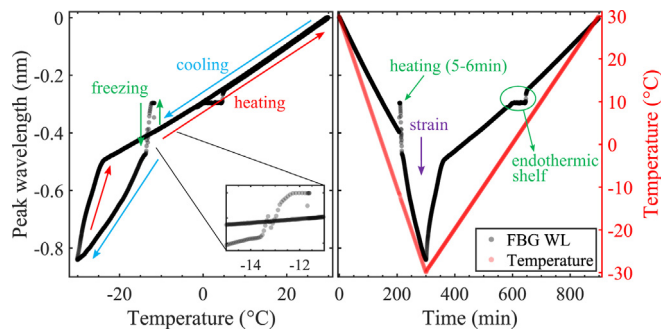 Peak wavelength (nm)
0
-0.2
-0.4
-0.6
-0.8
freezing
cooling
heating
-14
-12
-20
0
20
Temperature (°C)
heating (5-6min)
strain
endothermic
shelf
FBG WL
Temperature
0
200
400
600
800
Time (min)
30
20
10
0
-10
-20
-30
Temperature (°C)